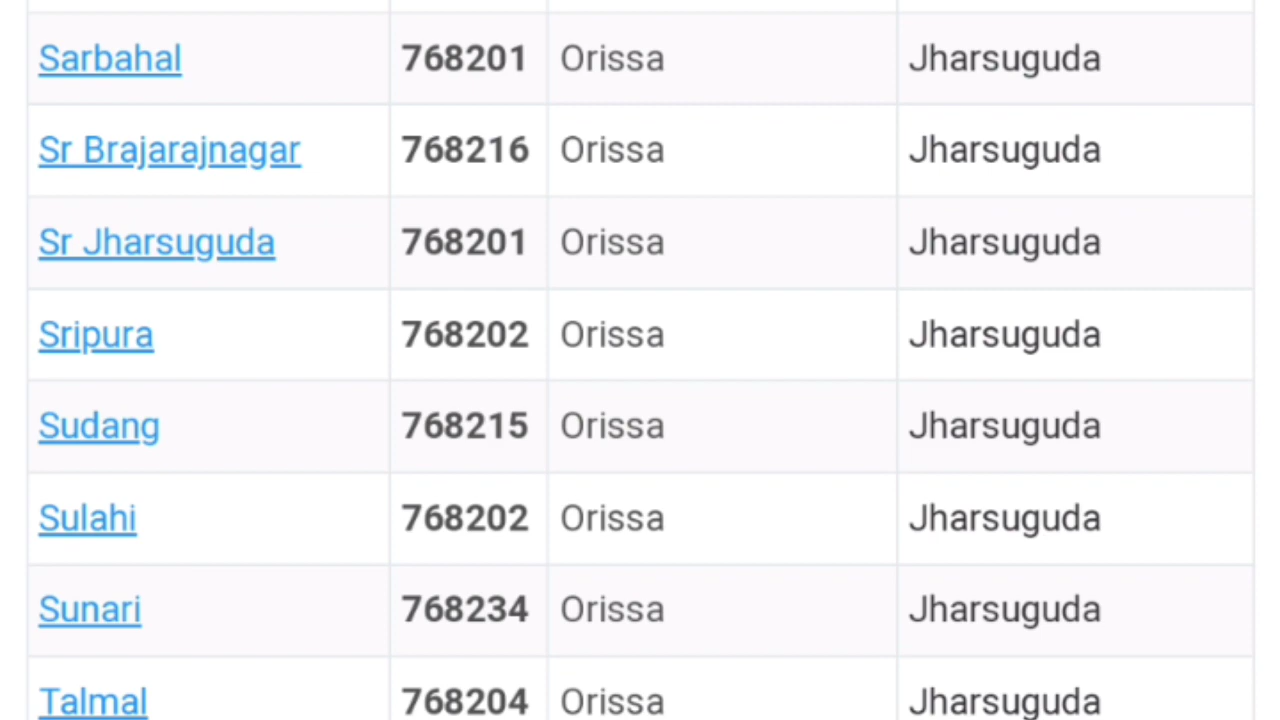 Sarbahal 768201 Orissa Jharsuguda
Sr Brajarajnagar 768216 Orissa Jharsuguda
Sr Jharsuguda 768201 Orissa Jharsuguda
Sripura 768202 Orissa Jharsuguda
Sudang 768215 Orissa Jharsuguda
Sulahi 768202 Orissa Jharsuguda
Sunari 768234 Orissa Jharsuguda
Talmal 768204 Orissa Jharsuguda